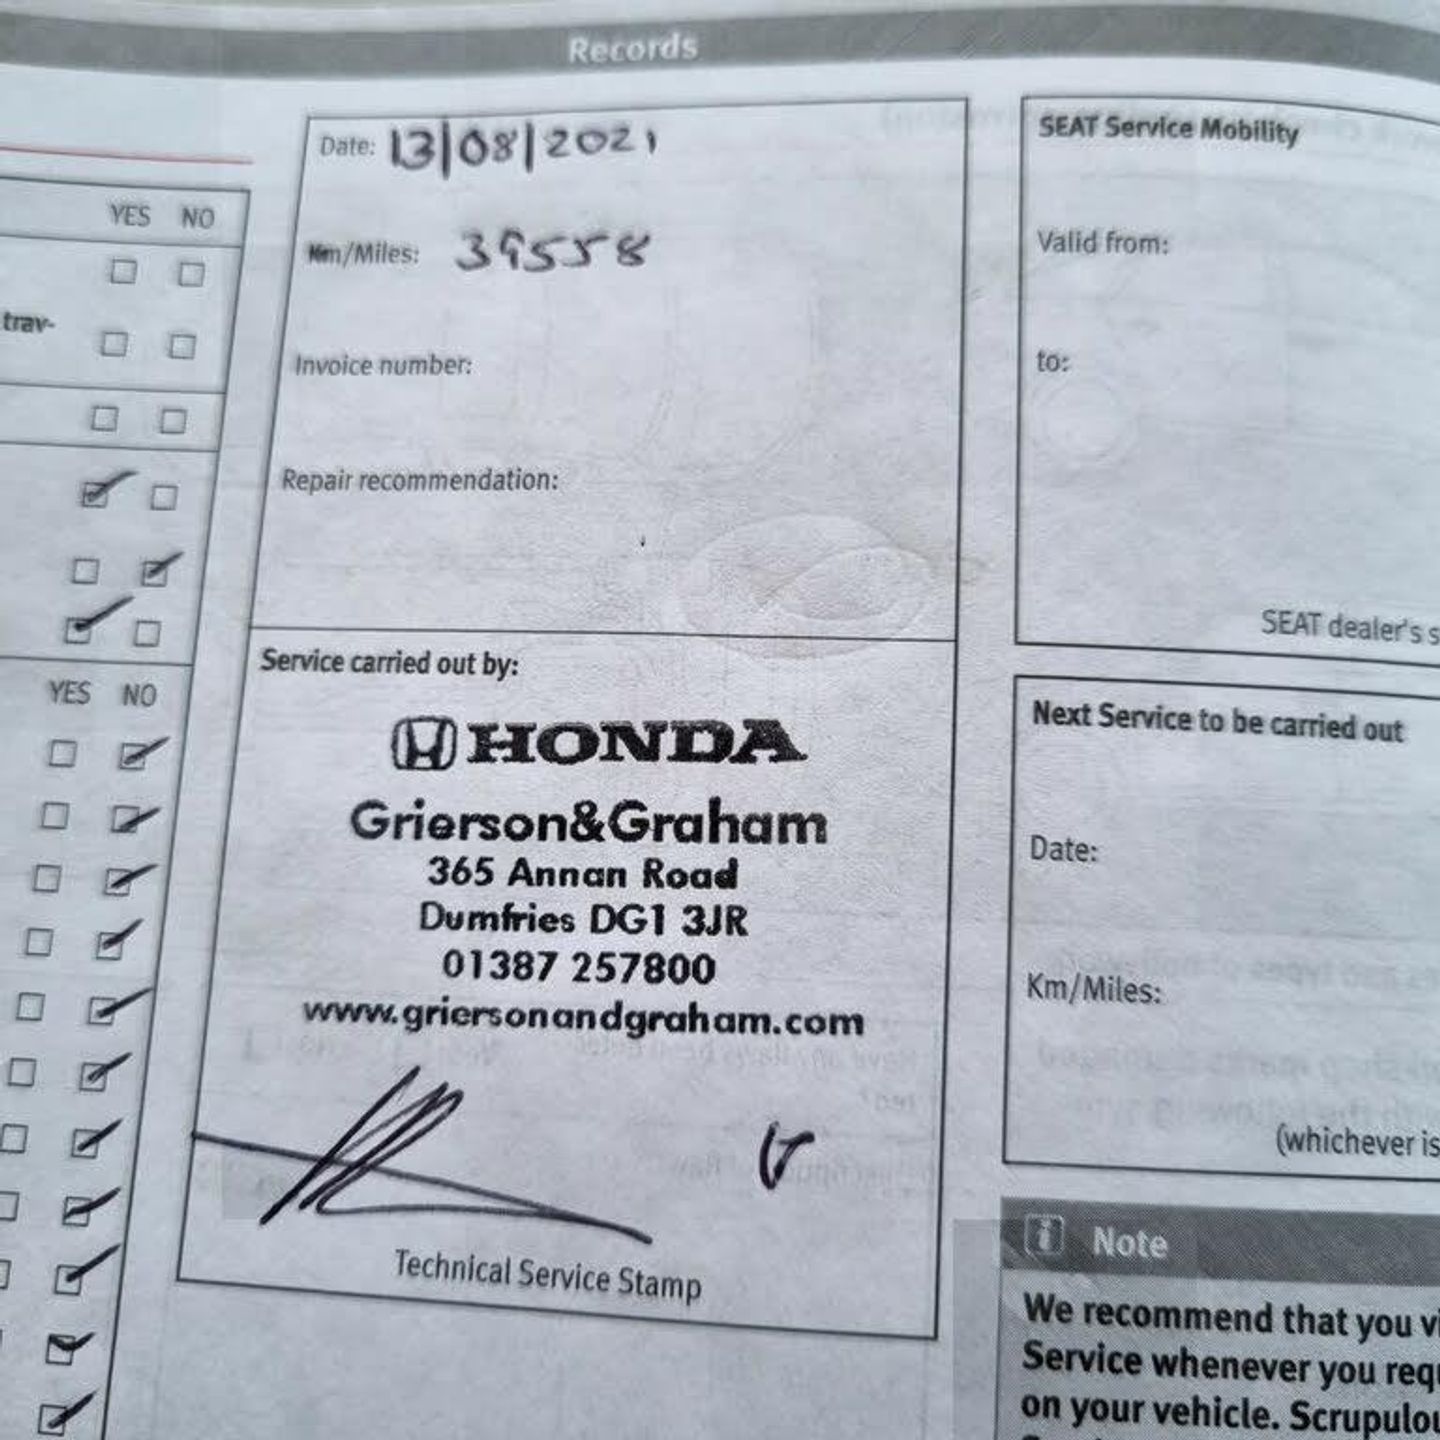 Records
trav-
YES NO
YES NO
Date: 13/08/2021
Km/Miles: 39558
Invoice number:
Repair recommendation:
Service carried out by:
HONDA
Grierson&Graham
365 Annan Road
Dumfries DG1 3JR
01387 257800
www.griersonandgraham.com
Technical Service Stamp
SEAT Service Mobility
Valid from:
to:
SEAT dealer's s
Next Service to be carried out
Date:
Km/Miles:
(whichever is
i Note
We recommend that you vi
Service whenever you requ
on your vehicle. Scrupulou